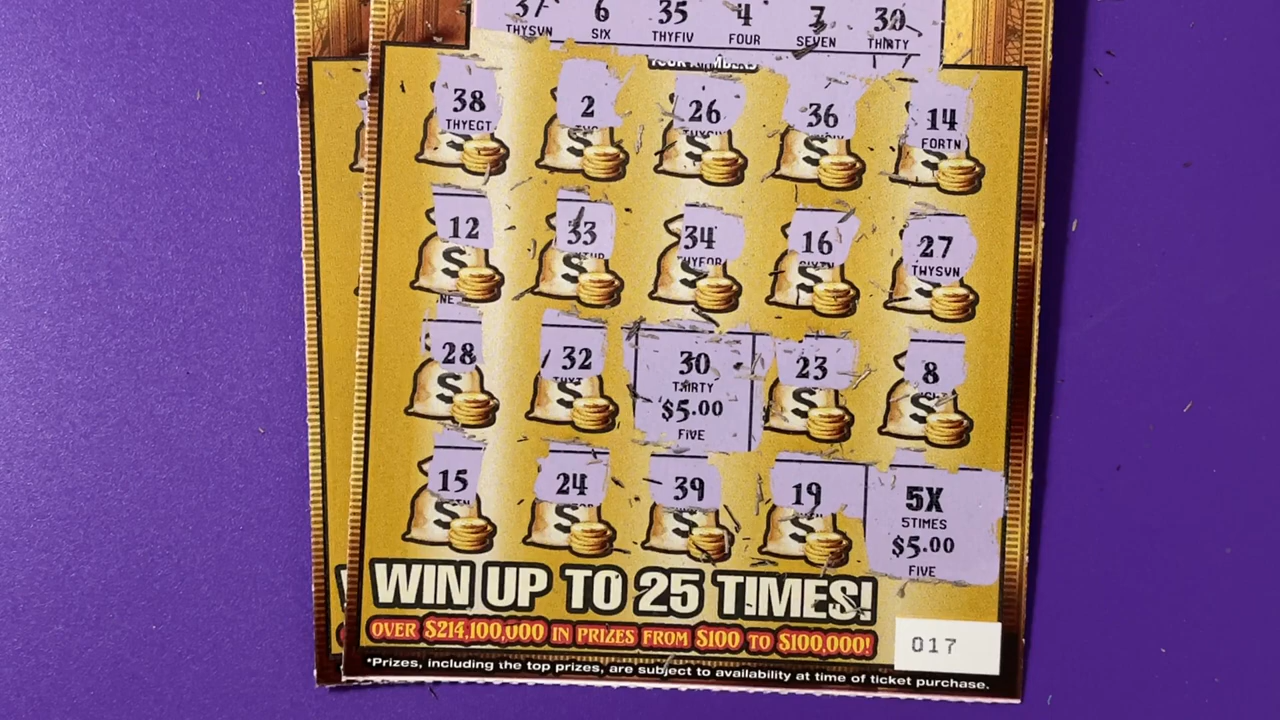 37 6 35 4 7 30
THYSVN SIX THYFIV FOUR SEVEN THIRTY
YOUR NUMBERS
38 2 26 36 14
THYEGT FORTN
12 33 34 16 27
THYFOR THYSVN
28 32 30 23 8
THIRTY
$5.00
FIVE
15 24 39 19 5X
5TIMES
$5.00
FIVE
WIN UP TO 25 TIMES!
OVER $214,100,000 IN PRIZES FROM $100 TO $100,000!
017
*Prizes, including the top prizes, are subject to availability at time of ticket purchase.